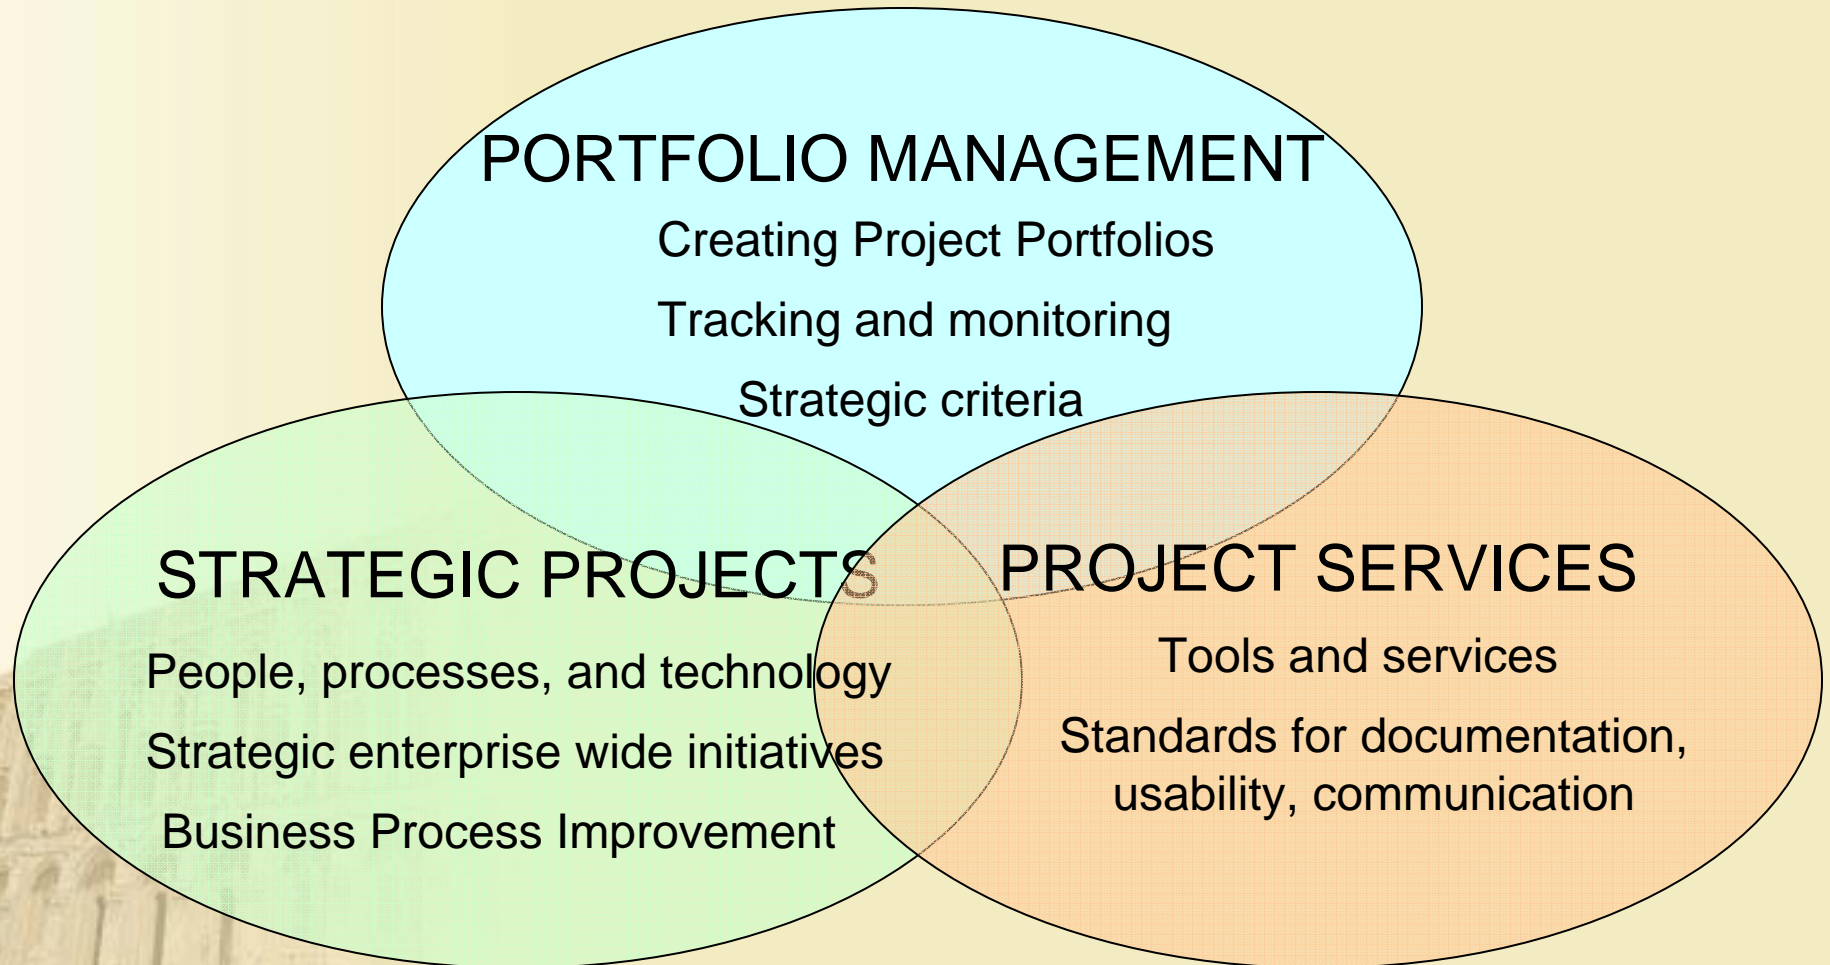 PORTFOLIO MANAGEMENT
Creating Project Portfolios
Tracking and monitoring
Strategic criteria
STRATEGIC PROJECTS
People, processes, and technology
Strategic enterprise wide initiatives
Business Process Improvement
PROJECT SERVICES
Tools and services
Standards for documentation,
usability, communication